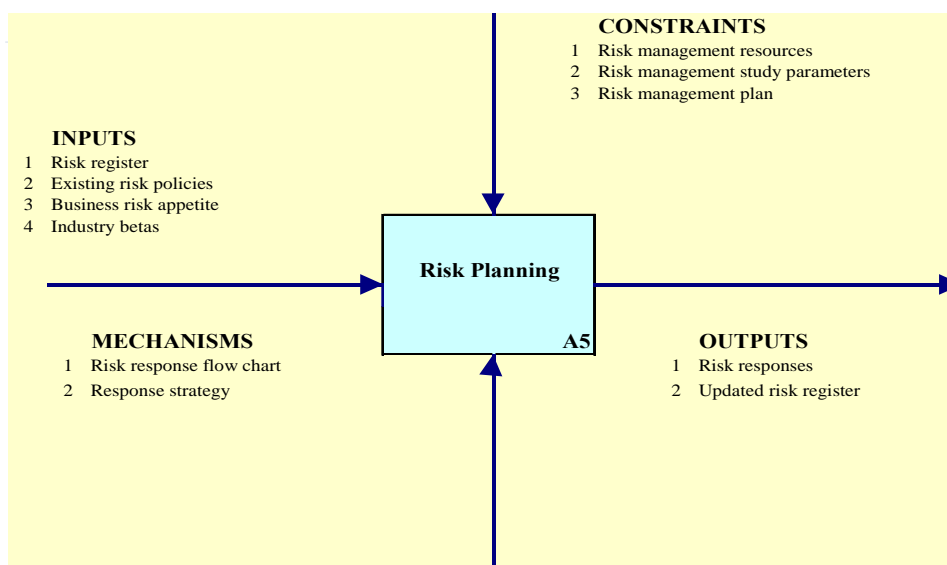 CONSTRAINTS
1 Risk management resources
2 Risk management study parameters
3 Risk management plan
INPUTS
1 Risk register
2 Existing risk policies
3 Business risk appetite
4 Industry betas
Risk Planning
A5
MECHANISMS
1 Risk response flow chart
2 Response strategy
OUTPUTS
1 Risk responses
2 Updated risk register